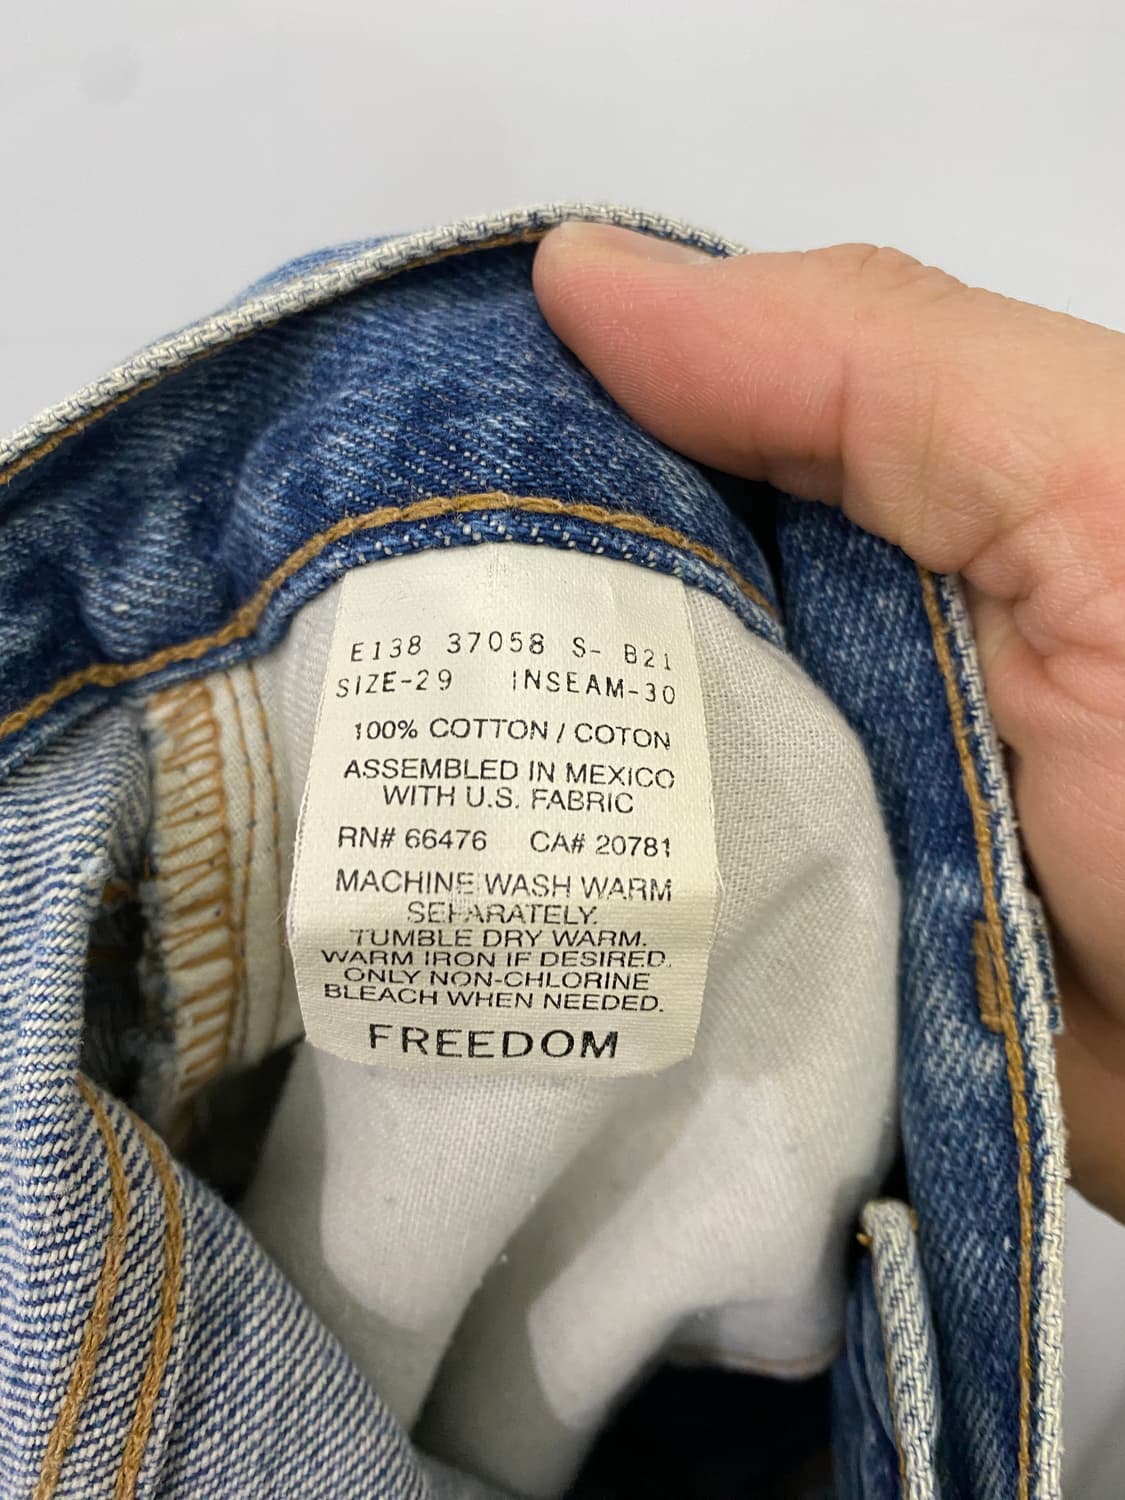 E138 37058 S- B21
SIZE-29 INSEAM-30
100% COTTON / COTON
ASSEMBLED IN MEXICO
WITH U.S. FABRIC
RN# 66476 CA# 20781
MACHINE WASH WARM
SEPARATELY.
TUMBLE DRY WARM.
WARM IRON IF DESIRED.
ONLY NON-CHLORINE
BLEACH WHEN NEEDED.
FREEDOM